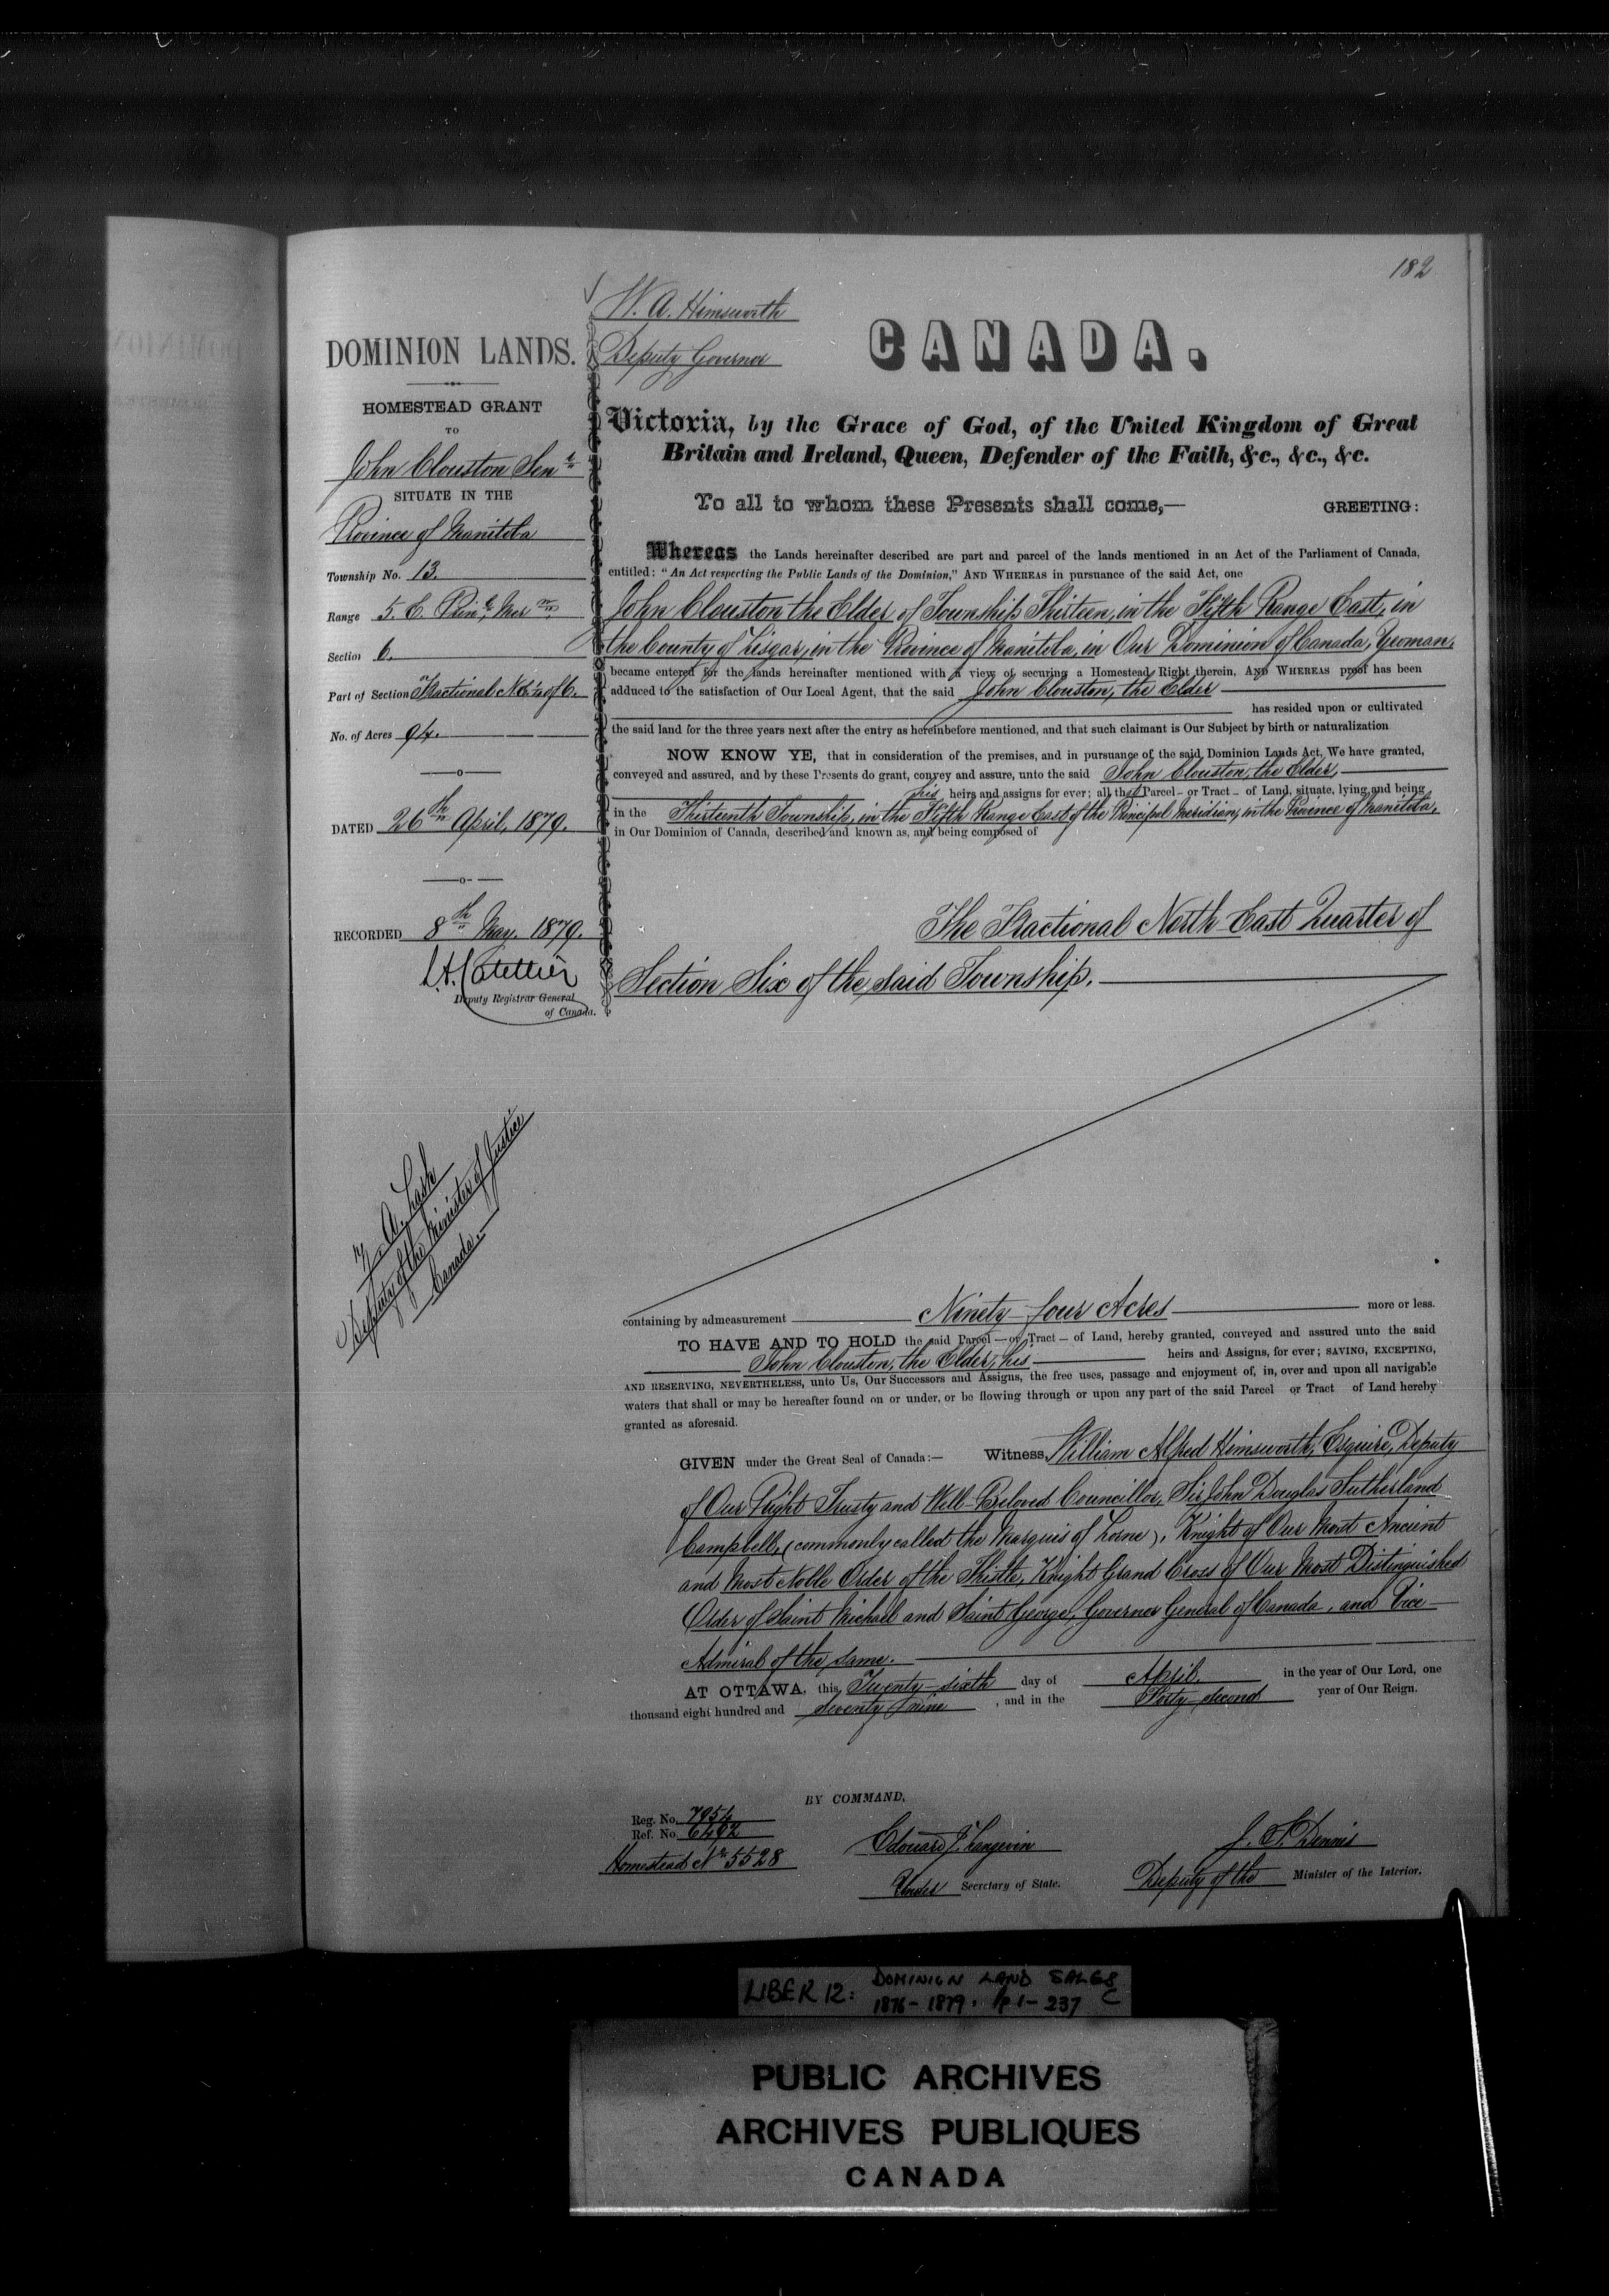 182
W. A. Himsworth
Deputy Governor
CANADA.
DOMINION LANDS.
HOMESTEAD GRANT
TO
John Clouston Senr
SITUATE IN THE
Province of Manitoba
Township No. 13.
Range 5. E. Prinl Mern
Section 6.
Part of Section Fractional N.E. ¼ of 6.
No. of Acres 94.
DATED 26th April, 1879.
RECORDED 8th May, 1879.
Deputy Registrar General
of Canada.
Z. A. Lash
Deputy of the Minister of Justice
Canada.
Victoria, by the Grace of God, of the United Kingdom of Great
Britain and Ireland, Queen, Defender of the Faith, &c., &c., &c.
To all to whom these Presents shall come,— GREETING:
Whereas the Lands hereinafter described are part and parcel of the lands mentioned in an Act of the Parliament of Canada,
entitled: "An Act respecting the Public Lands of the Dominion," AND WHEREAS in pursuance of the said Act, one
John Clouston the Elder of Township Thirteen, in the Fifth Range East, in
the County of Lisgar, in the Province of Manitoba, in Our Dominion of Canada, Yeoman,
became entered for the lands hereinafter mentioned with a view of securing a Homestead Right therein, AND WHEREAS proof has been
adduced to the satisfaction of Our Local Agent, that the said John Clouston, the Elder
has resided upon or cultivated
the said land for the three years next after the entry as hereinbefore mentioned, and that such claimant is Our Subject by birth or naturalization
NOW KNOW YE, that in consideration of the premises, and in pursuance of the said Dominion Lands Act, We have granted,
conveyed and assured, and by these Presents do grant, convey and assure, unto the said John Clouston, the Elder,
his heirs and assigns for ever; all that Parcel - or Tract - of Land, situate, lying and being
in the Thirteenth Township, in the Fifth Range East of the Principal Meridian, in the Province of Manitoba,
in Our Dominion of Canada, described and known as, and being composed of
The Fractional North East Quarter of
Section Six of the said Township.
containing by admeasurement Ninety-four Acres more or less.
TO HAVE AND TO HOLD the said Parcel — or Tract — of Land, hereby granted, conveyed and assured unto the said
John Clouston, the Elder, his heirs and Assigns, for ever; SAVING, EXCEPTING,
AND RESERVING, NEVERTHELESS, unto Us, Our Successors and Assigns, the free uses, passage and enjoyment of, in, over and upon all navigable
waters that shall or may be hereafter found on or under, or be flowing through or upon any part of the said Parcel or Tract of Land hereby
granted as aforesaid.
GIVEN under the Great Seal of Canada:— Witness, William Alfred Himsworth, Esquire, Deputy
of Our Right Trusty and Well-Beloved Councillor, Sir John Douglas Sutherland
Campbell, (commonly called the Marquis of Lorne), Knight of Our Most Ancient
and Most Noble Order of the Thistle, Knight Grand Cross of Our Most Distinguished
Order of Saint Michael and Saint George, Governor General of Canada, and Vice-
Admiral of the same.
AT OTTAWA, this Twenty-sixth day of April, in the year of Our Lord, one
thousand eight hundred and seventy nine, and in the Forty-second year of Our Reign.
BY COMMAND,
Reg. No. 7954
Ref. No. 6492
Homestead No 5528
Edouard J. Langevin
Under Secretary of State.
J. S. Dennis
Deputy of the Minister of the Interior.
LIBER 12: DOMINION LAND SALES
1876-1879. pp 1-237 C
PUBLIC ARCHIVES
ARCHIVES PUBLIQUES
CANADA